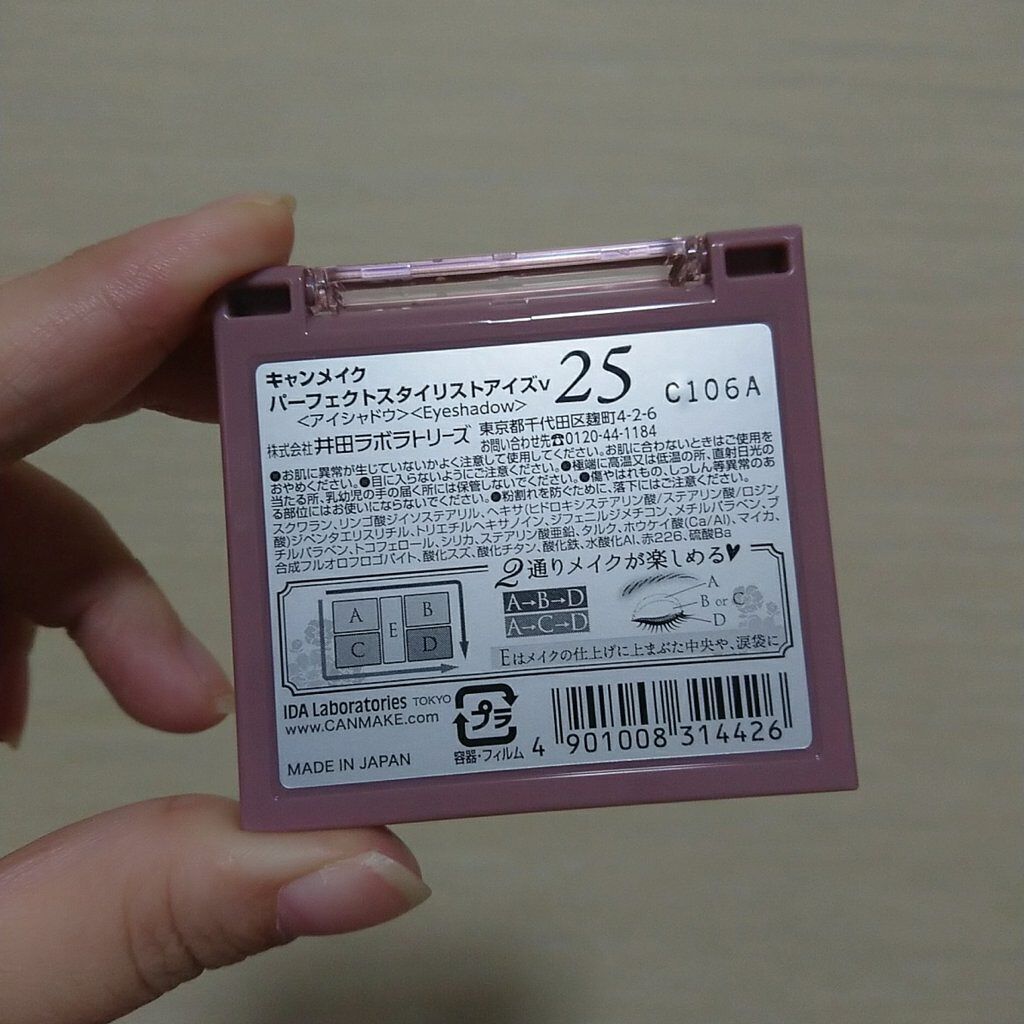 キャンメイク
パーフェクトスタイリストアイズv 25 C106A
<アイシャドウ><Eyeshadow>
株式会社 井田ラボラトリーズ 東京都千代田区麹町4-2-6
お問い合わせ先☎0120-44-1184
●お肌に異常が生じていないかよく注意して使用してください。お肌に合わないときはご使用を
おやめください。●目に入らないようにご注意ください。●極端に高温又は低温の所、直射日光の
当たる所、乳幼児の手の届く所には保管しないでください。●傷やはれもの、しっしん等異常のあ
る部位にはお使いにならないでください。●粉割れを防ぐために、落下にはご注意ください。
スクワラン、リンゴ酸ジイソステアリル、ヘキサ(ヒドロキシステアリン酸/ステアリン酸/ロジン
酸)ジペンタエリスリチル、トリエチルヘキサノイン、ジフェニルジメチコン、メチルパラベン、ブ
チルパラベン、トコフェロール、シリカ、ステアリン酸亜鉛、タルク、ホウケイ酸(Ca/Al)、マイカ、
合成フルオロフロゴパイト、酸化スズ、酸化チタン、酸化鉄、水酸化Al、赤226、硫酸Ba
2通りメイクが楽しめる♥
A B
E
C D
A→B→D
A→C→D
A
B or C
D
Eはメイクの仕上げに上まぶた中央や、涙袋に
IDA Laboratories TOKYO
www.CANMAKE.com
MADE IN JAPAN
プラ
容器・フィルム
4 901008 314426